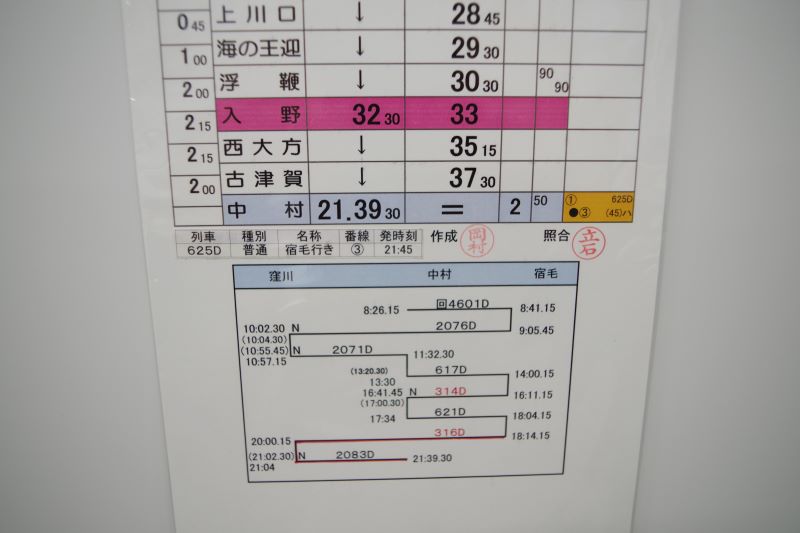 0 45 上川口 ↓ 28 45
1 00 海の王迎 ↓ 29 30
2 00 浮鞭 ↓ 30 30 90 90
2 15 入野 32 30 33
2 15 西大方 ↓ 35 15
2 00 古津賀 ↓ 37 30
中村 21.39 30 = 2 50 ① 625D
●③ (45)ハ
列車 種別 名称 番線 発時刻 作成 岡村 照合 立石
625D 普通 宿毛行き ③ 21:45
窪川 中村 宿毛
8:26.15 回4601D 8:41.15
10:02.30 N 2076D 9:05.45
(10:04.30)
(10:55.45) N 2071D 11:32.30
10:57.15
(13:20.30) 617D 14:00.15
13:30
16:41.45 N 314D 16:11.15
(17:00.30) 621D 18:04.15
17:34
20:00.15 316D 18:14.15
(21:02.30) N 2083D 21:39.30
21:04